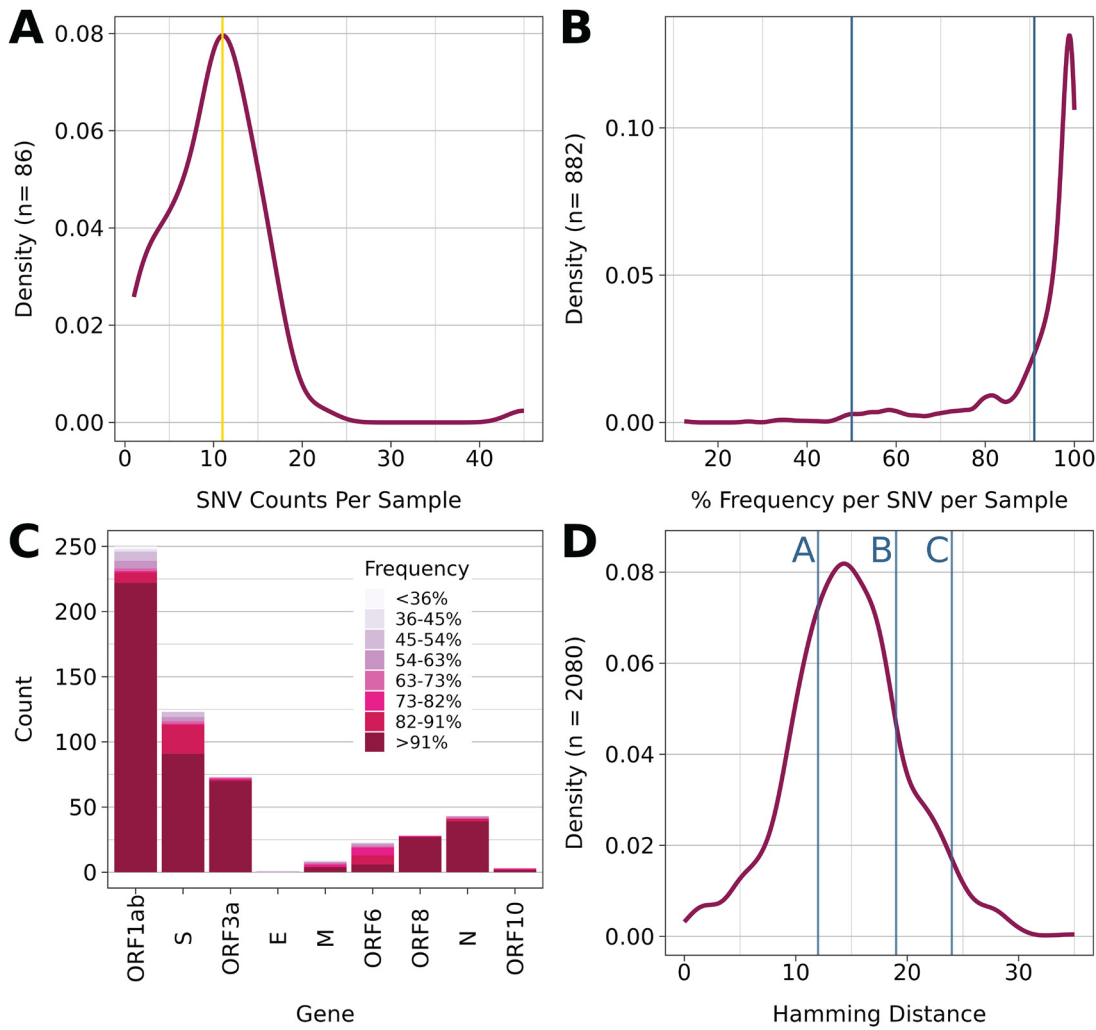 A
0.08
0.06
0.04
0.02
0.00
Density (n= 86)
0 10 20 30 40
SNV Counts Per Sample
B
0.10
0.05
0.00
Density (n= 882)
20 40 60 80 100
% Frequency per SNV per Sample
C
250
200
150
100
50
0
Count
Frequency
<36%
36-45%
45-54%
54-63%
63-73%
73-82%
82-91%
>91%
ORF1ab S ORF3a E M ORF6 ORF8 N ORF10
Gene
D
A B C
0.08
0.06
0.04
0.02
0.00
Density (n = 2080)
0 10 20 30
Hamming Distance